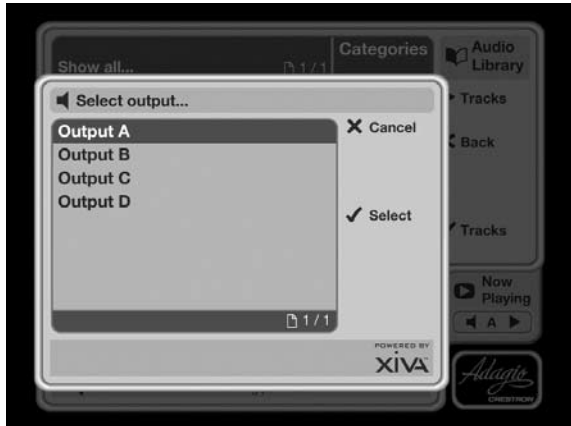 Categories
Show all...
1/1
Audio
Library
Tracks
Back
Tracks
Select output...
Output A
Output B
Output C
Output D
1/1
Cancel
Select
Now
Playing
A
POWERED BY
XiVA
Adagio
CRESTRON